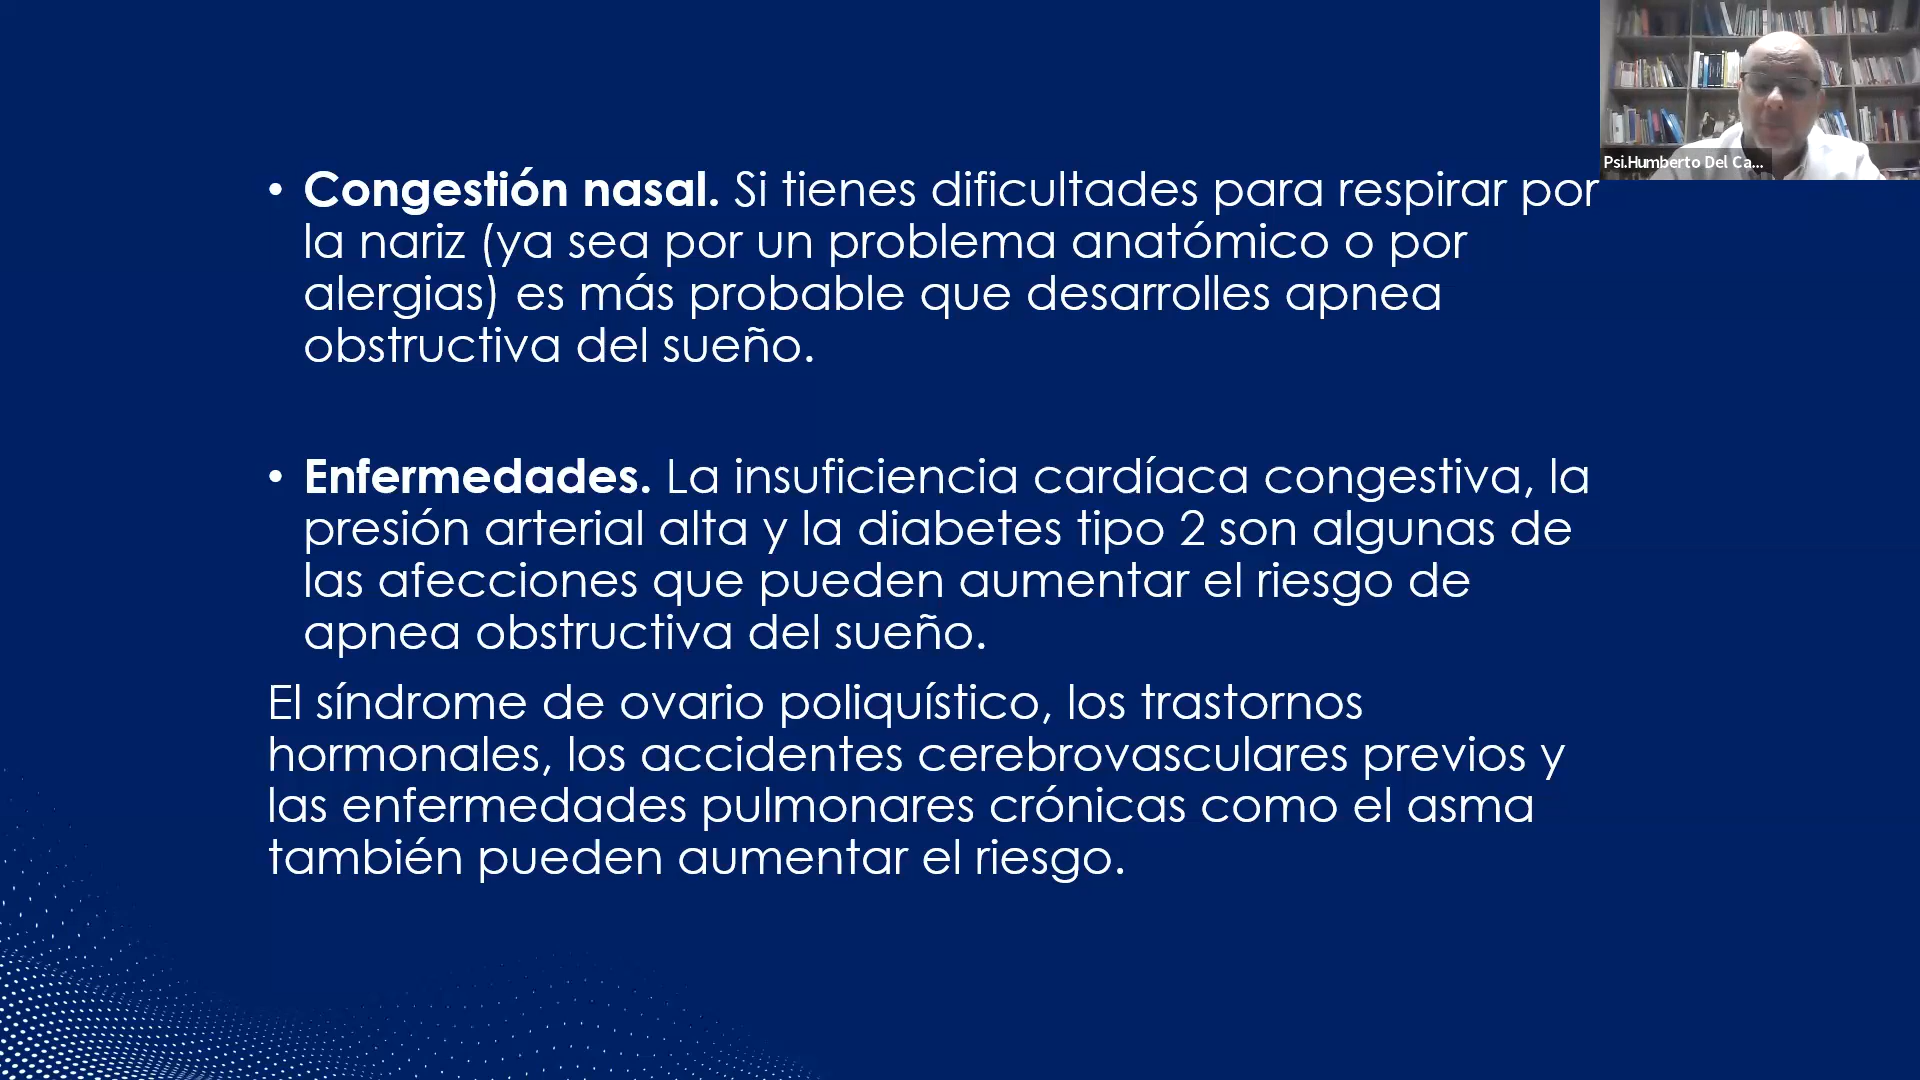 • Congestión nasal. Si tienes dificultades para respirar por
la nariz (ya sea por un problema anatómico o por
alergias) es más probable que desarrolles apnea
obstructiva del sueño.
• Enfermedades. La insuficiencia cardíaca congestiva, la
presión arterial alta y la diabetes tipo 2 son algunas de
las afecciones que pueden aumentar el riesgo de
apnea obstructiva del sueño.
El síndrome de ovario poliquístico, los trastornos
hormonales, los accidentes cerebrovasculares previos y
las enfermedades pulmonares crónicas como el asma
también pueden aumentar el riesgo.
Psi.Humberto Del Ca...